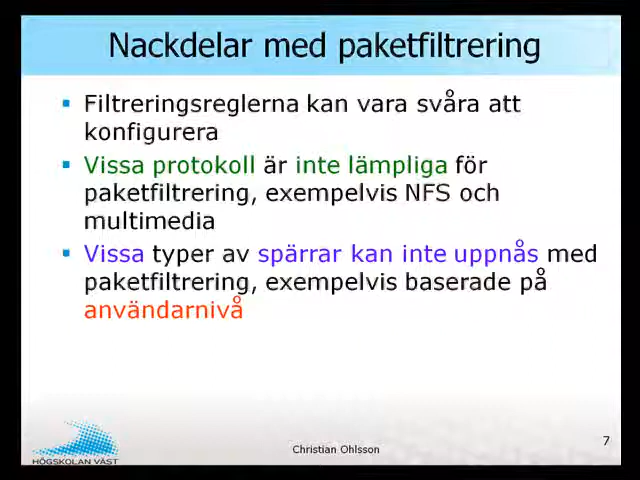 Nackdelar med paketfiltrering
Filtreringsreglerna kan vara svåra att
konfigurera
Vissa protokoll är inte lämpliga för
paketfiltrering, exempelvis NFS och
multimedia
Vissa typer av spärrar kan inte uppnås med
paketfiltrering, exempelvis baserade på
användarnivå
HÖGSKOLAN VÄST
Christian Ohlsson
7